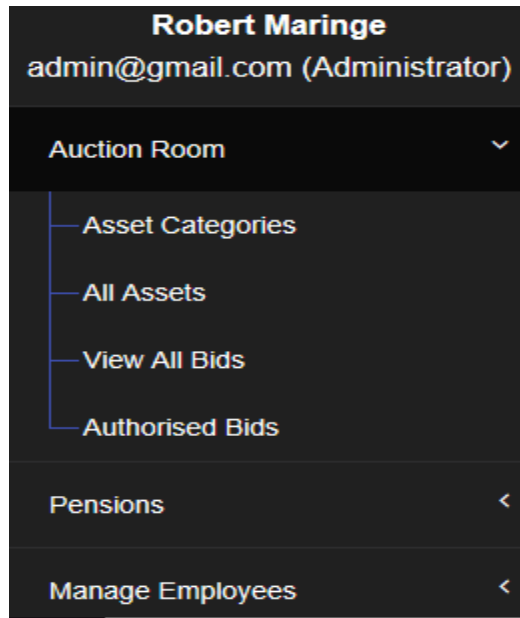 Robert Maringe
admin@gmail.com (Administrator)
Auction Room
Asset Categories
All Assets
View All Bids
Authorised Bids
Pensions
Manage Employees